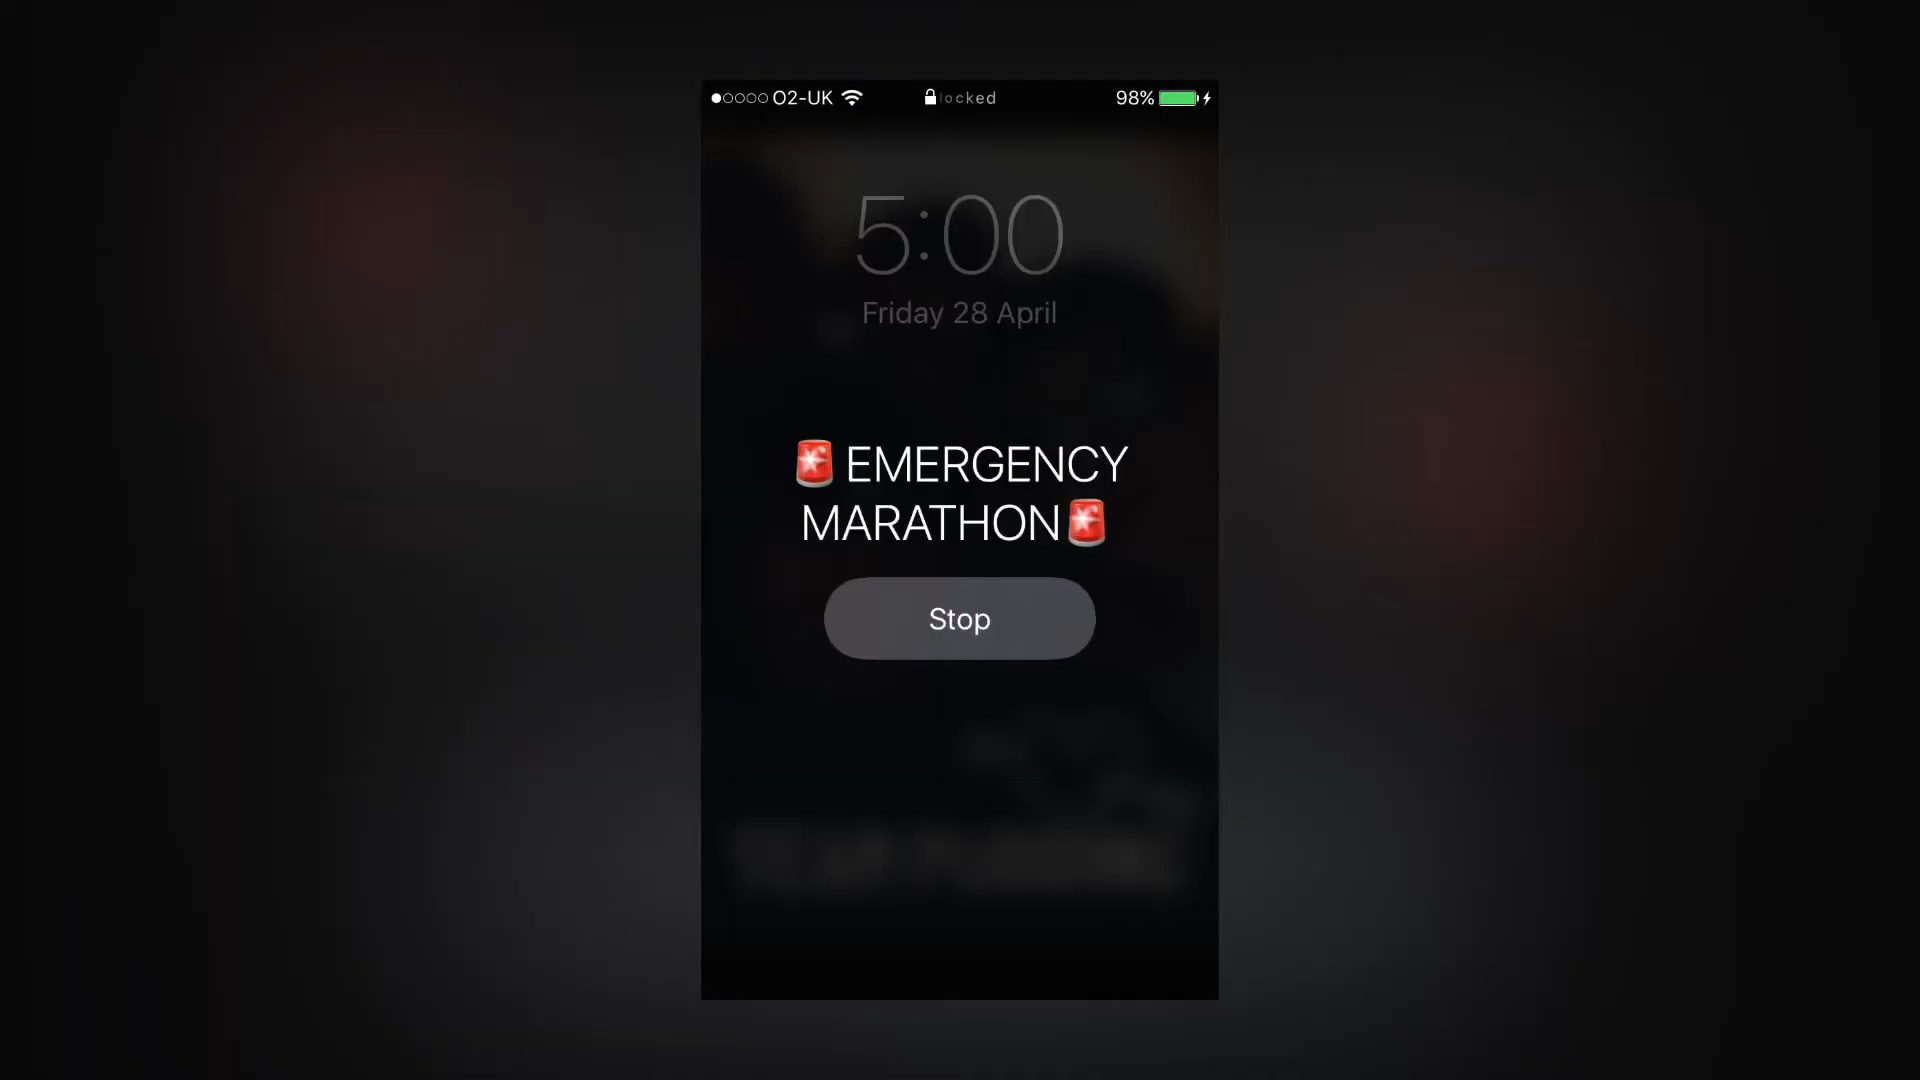 O2-UK locked 98%
5:00
Friday 28 April
🚨EMERGENCY
MARATHON🚨
Stop